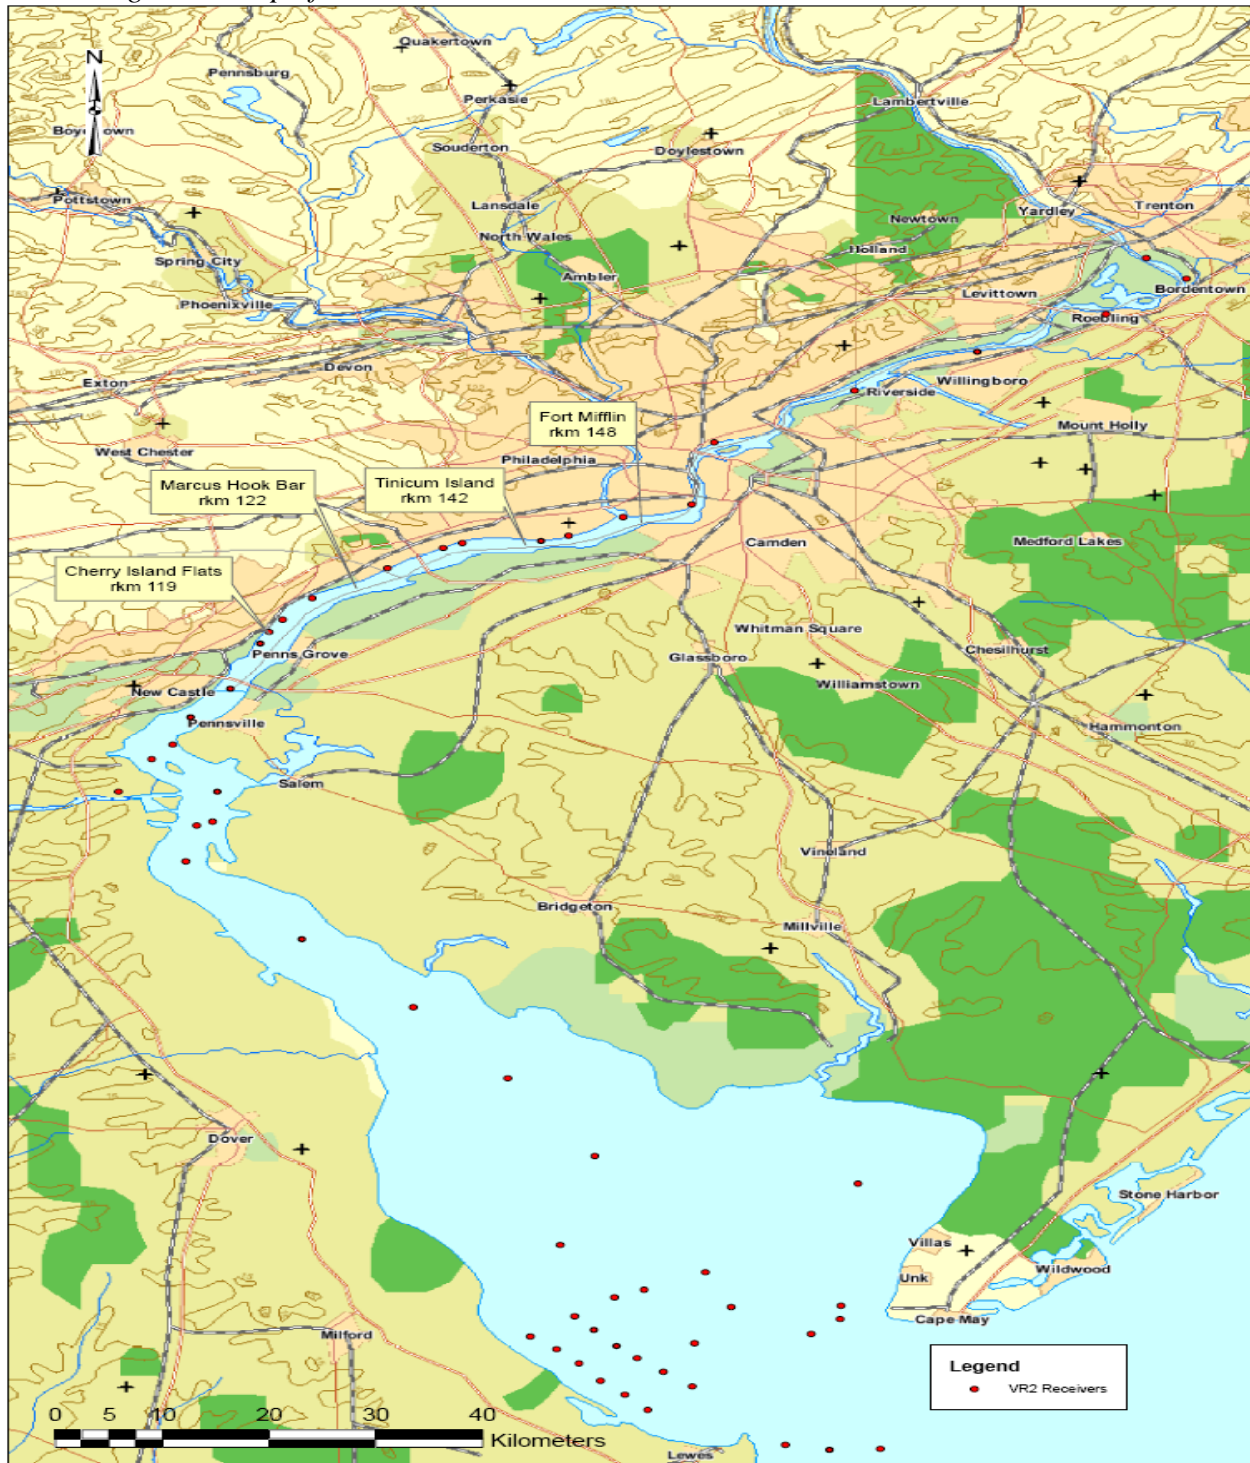 N
Quakertown
Pennsburg
Perkasie
Lambertville
Souderton
Doylestown
Pottstown
Lansdale
Yardley
Trenton
Newtown
North Wales
Holland
Spring City
Ambler
Levittown
Bordentown
Phoenixville
Roebling
Devon
Exton
Willingboro
Riverside
Fort Mifflin
rkm 148
Mount Holly
West Chester
Philadelphia
Marcus Hook Bar
rkm 122
Tinicum Island
rkm 142
Camden
Medford Lakes
Cherry Island Flats
rkm 119
Whitman Square
Penns Grove
Glassboro
Chesilhurst
New Castle
Williamstown
Pennsville
Hammonton
Salem
Vineland
Bridgeton
Millville
Dover
Stone Harbor
Villas
Wildwood
Unk
Cape May
Milford
Legend
VR2 Receivers
0 5 10 20 30 40
Kilometers
Lewes